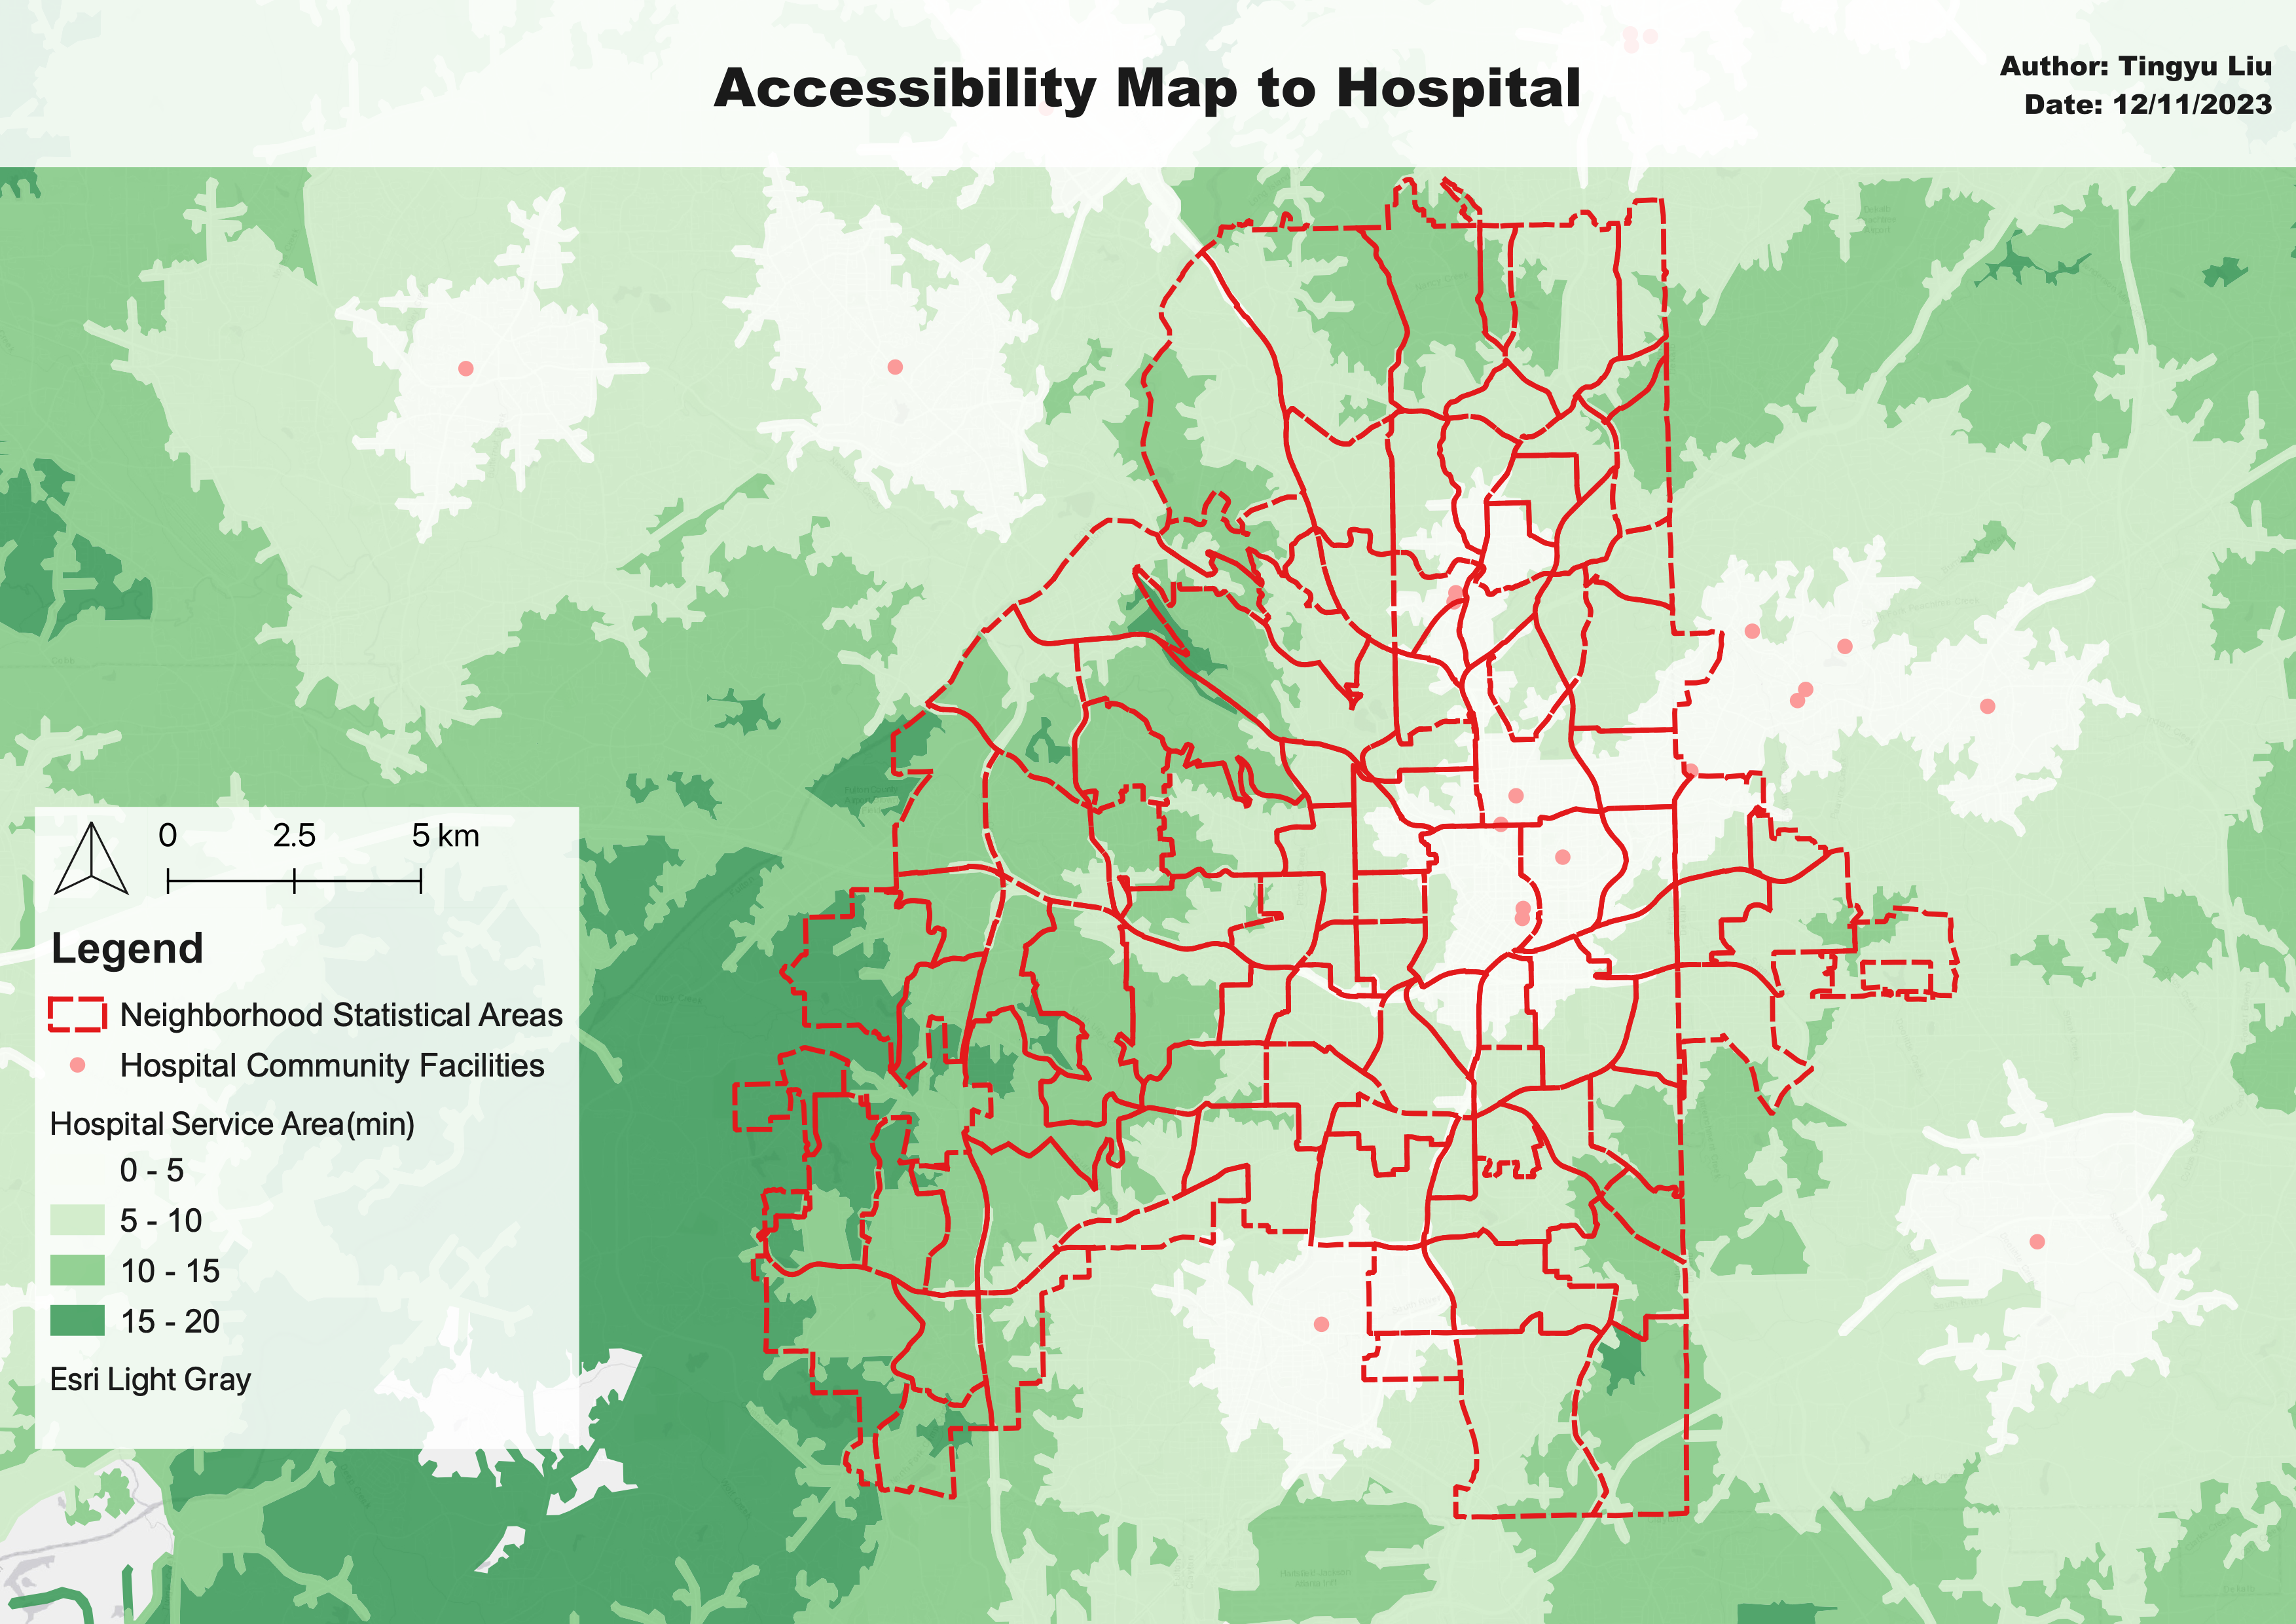 Accessibility Map to Hospital
Author: Tingyu Liu
Date: 12/11/2023
0 2.5 5 km
Legend
Neighborhood Statistical Areas
Hospital Community Facilities
Hospital Service Area(min)
0 - 5
5 - 10
10 - 15
15 - 20
Esri Light Gray